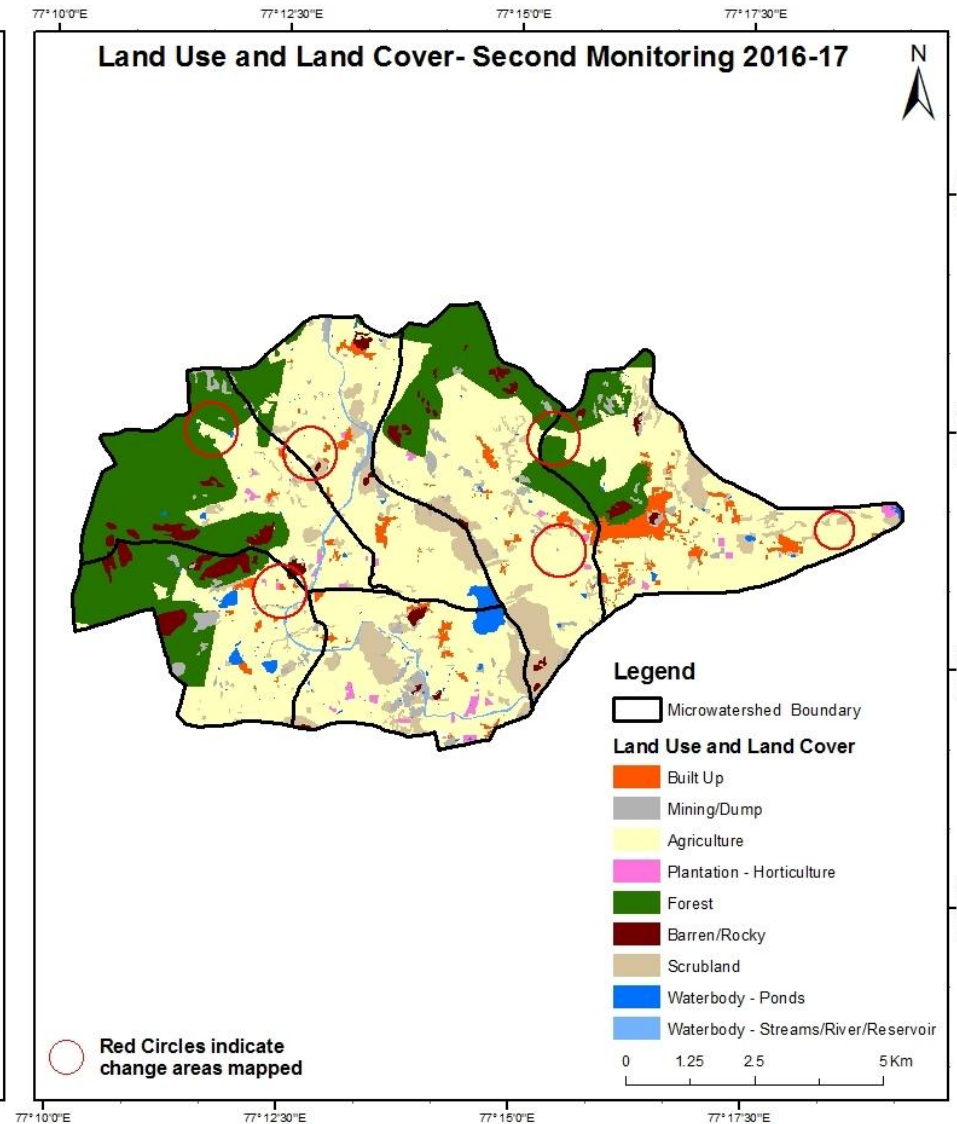 77°10'0"E 77°12'30"E 77°15'0"E 77°17'30"E
Land Use and Land Cover- Second Monitoring 2016-17
N
Legend
Microwatershed Boundary
Land Use and Land Cover
Built Up
Mining/Dump
Agriculture
Plantation - Horticulture
Forest
Barren/Rocky
Scrubland
Waterbody - Ponds
Waterbody - Streams/River/Reservoir
Red Circles indicate
change areas mapped
0 1.25 2.5 5 Km
77°10'0"E 77°12'30"E 77°15'0"E 77°17'30"E